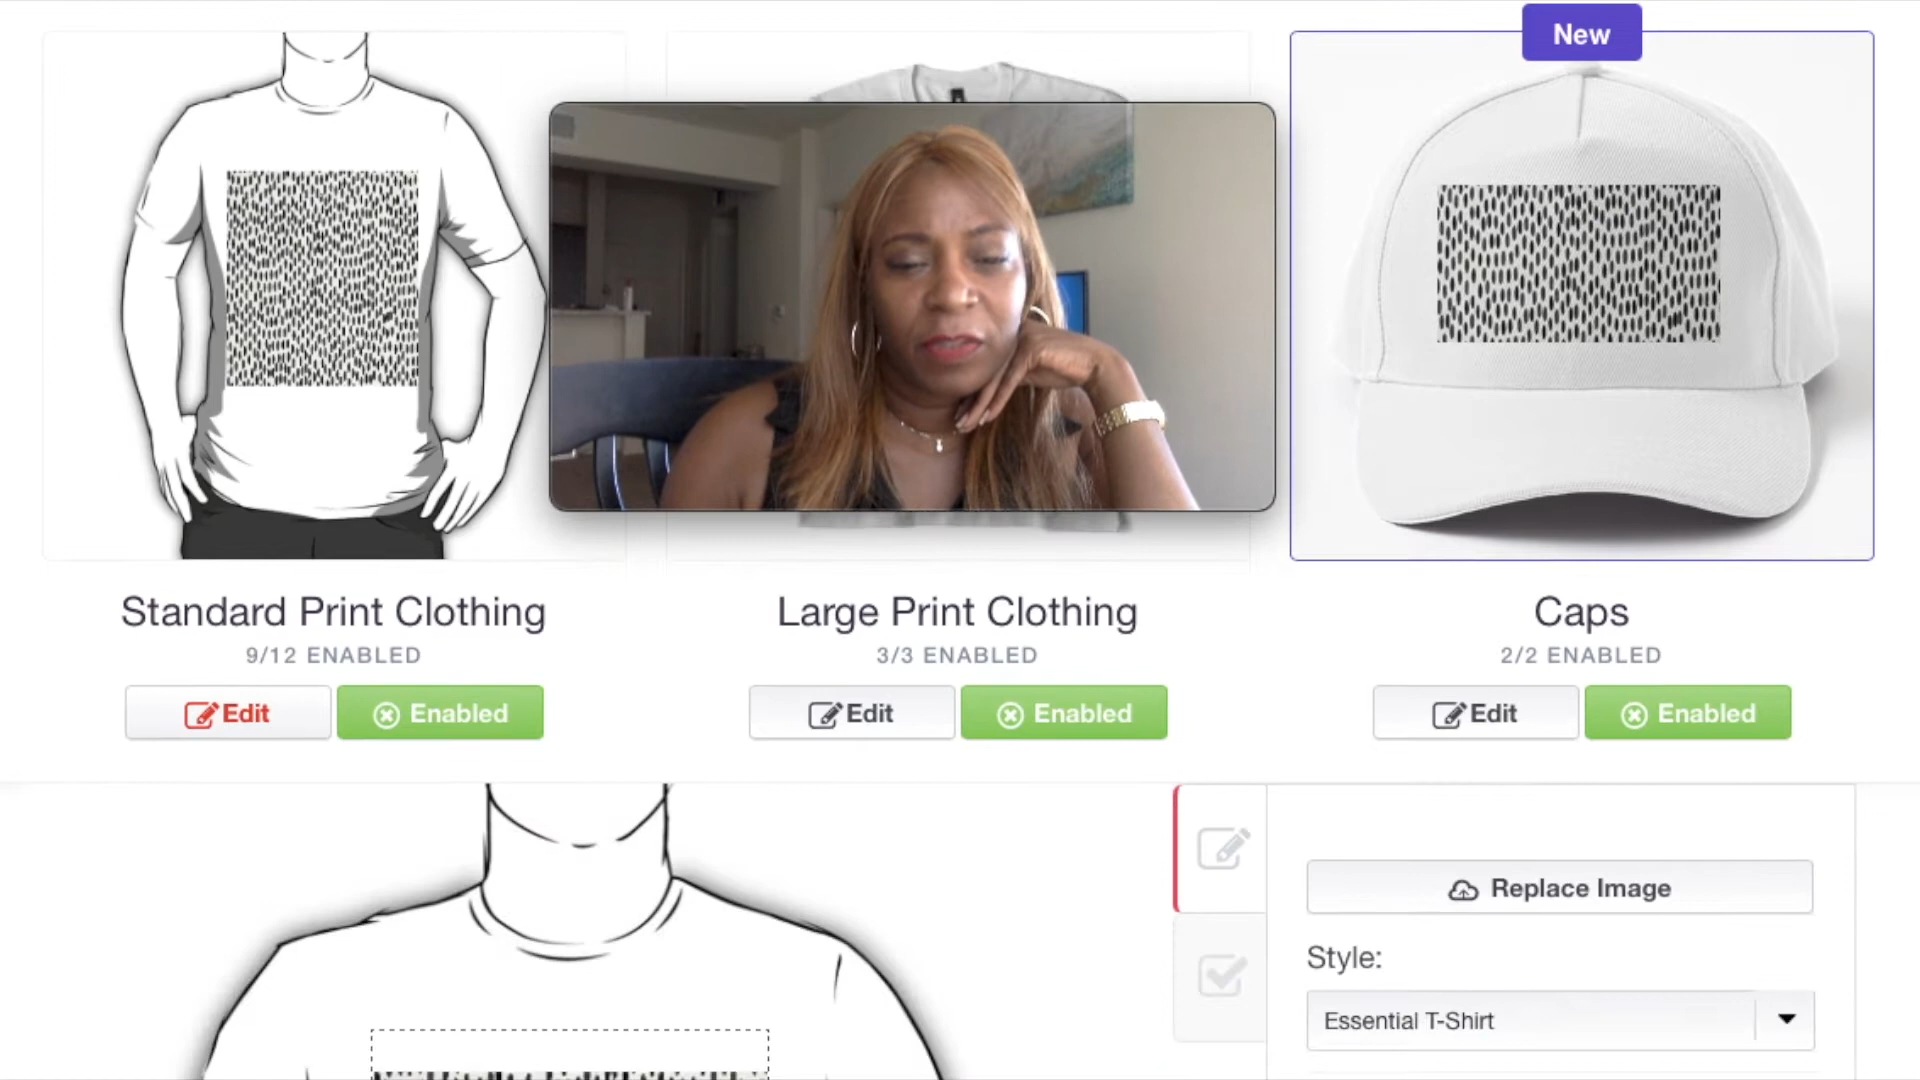 New
Standard Print Clothing
9/12 ENABLED
Edit
Enabled
Large Print Clothing
3/3 ENABLED
Edit
Enabled
Caps
2/2 ENABLED
Edit
Enabled
Replace Image
Style:
Essential T-Shirt